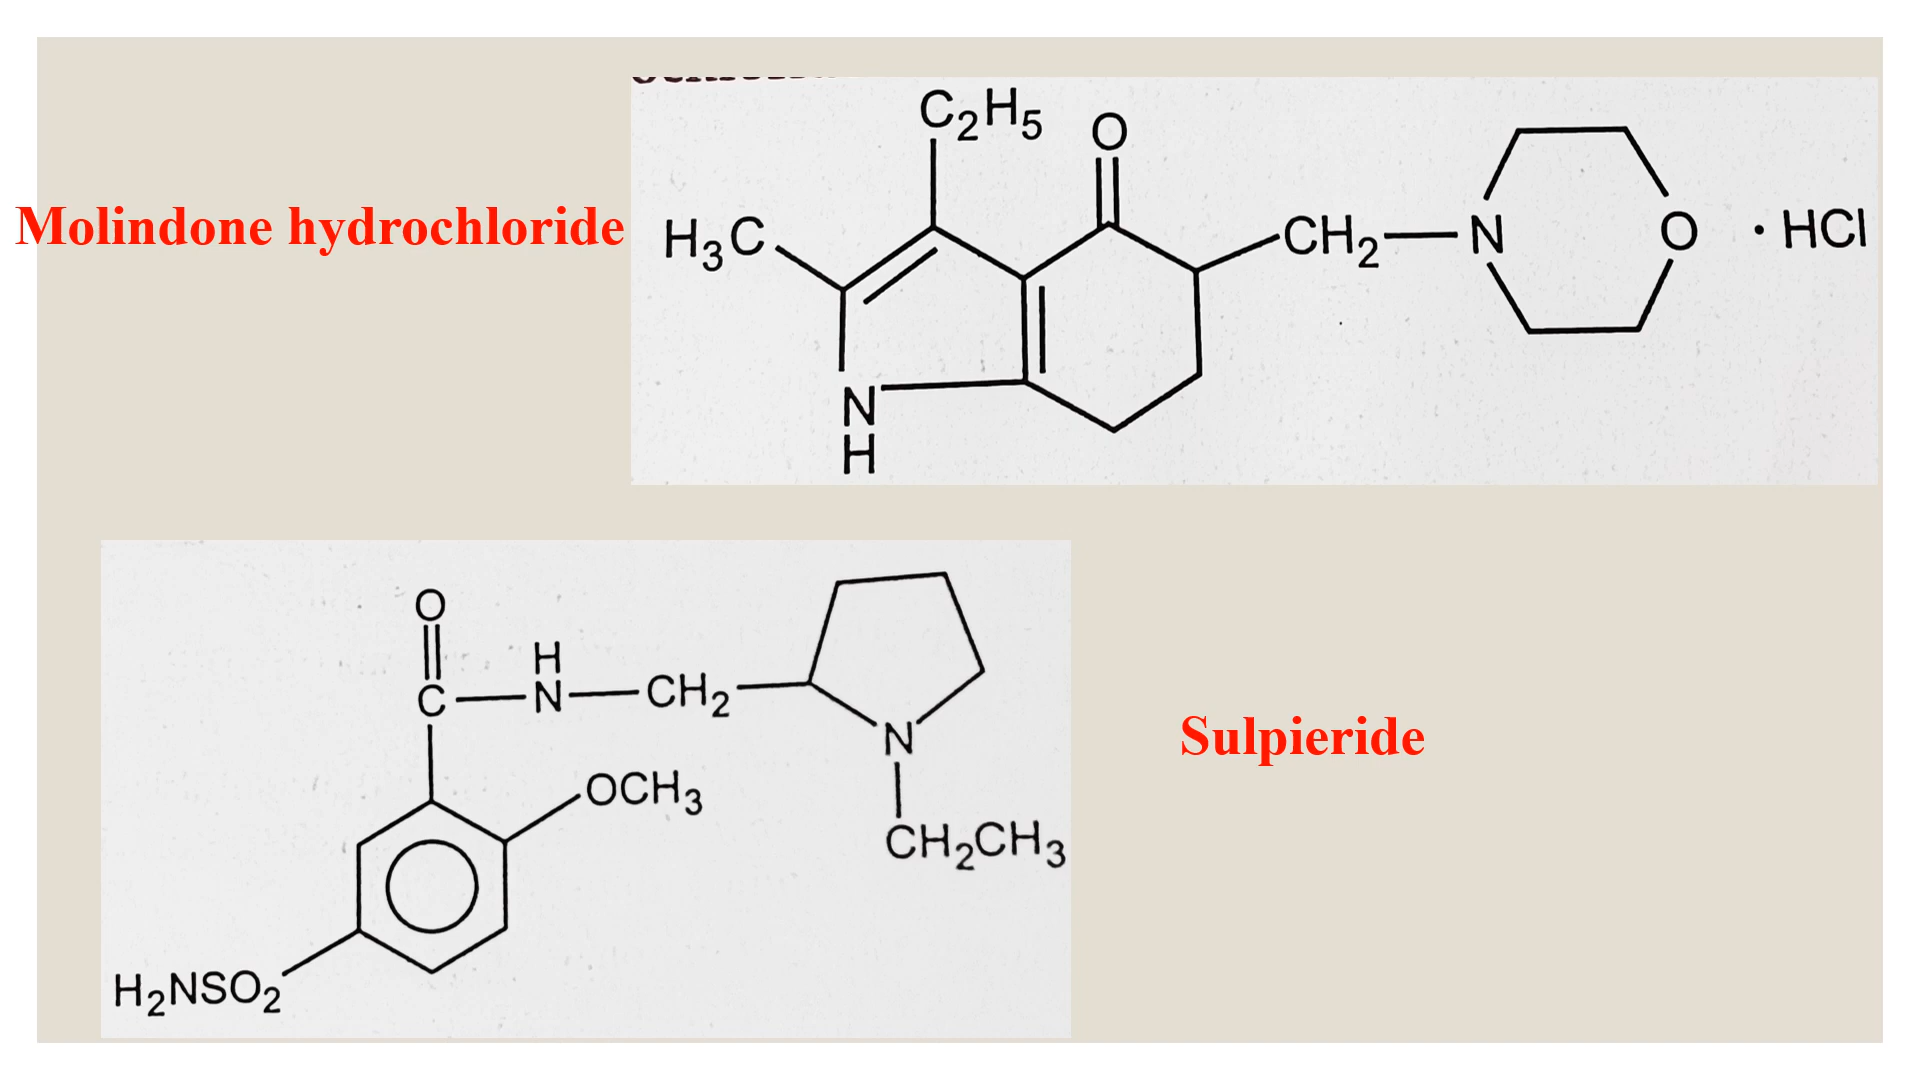 C2H5
O
Molindone hydrochloride
H3C
CH2
N
O
· HCl
N
H
O
H
C
N
CH2
N
Sulpieride
OCH3
CH2CH3
H2NSO2